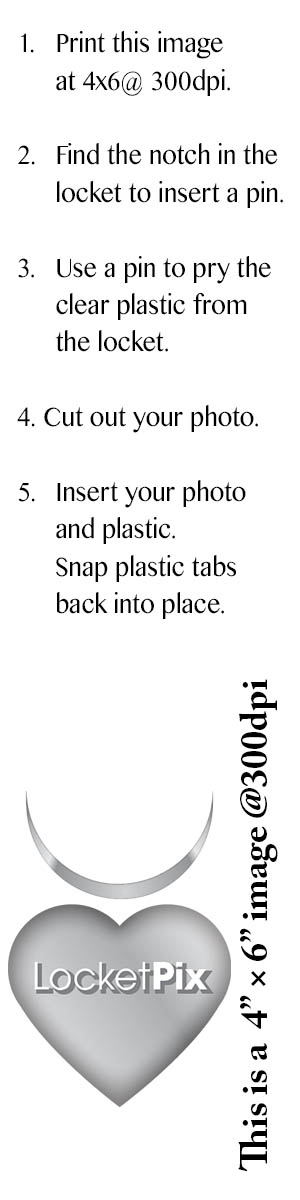 1. Print this image
at 4x6@ 300dpi.
2. Find the notch in the
locket to insert a pin.
3. Use a pin to pry the
clear plastic from
the locket.
4. Cut out your photo.
5. Insert your photo
and plastic.
Snap plastic tabs
back into place.
LocketPix
This is a 4” × 6” image @300dpi